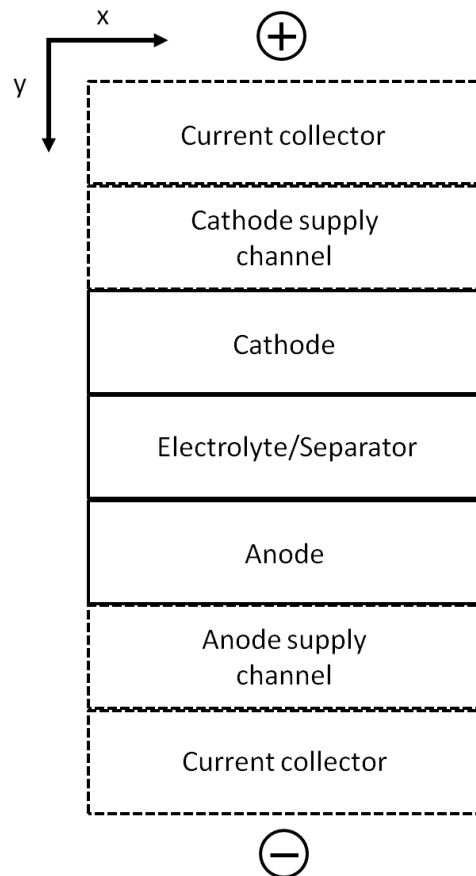 x
y
+
Current collector
Cathode supply
channel
Cathode
Electrolyte/Separator
Anode
Anode supply
channel
Current collector
−